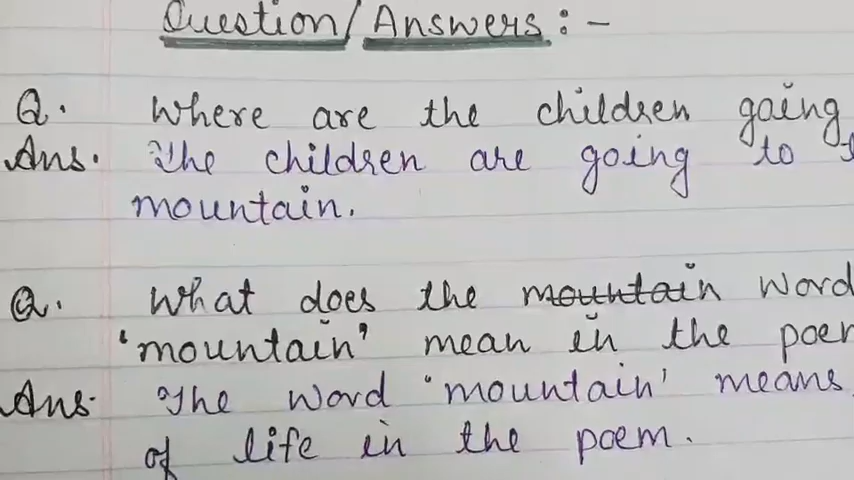 Question/Answers :-
Q. Where are the children going
Ans. The children are going to
mountain.
Q. What does the mountain word
'mountain' mean in the
Ans. The word 'mountain' means
of life in the poem.